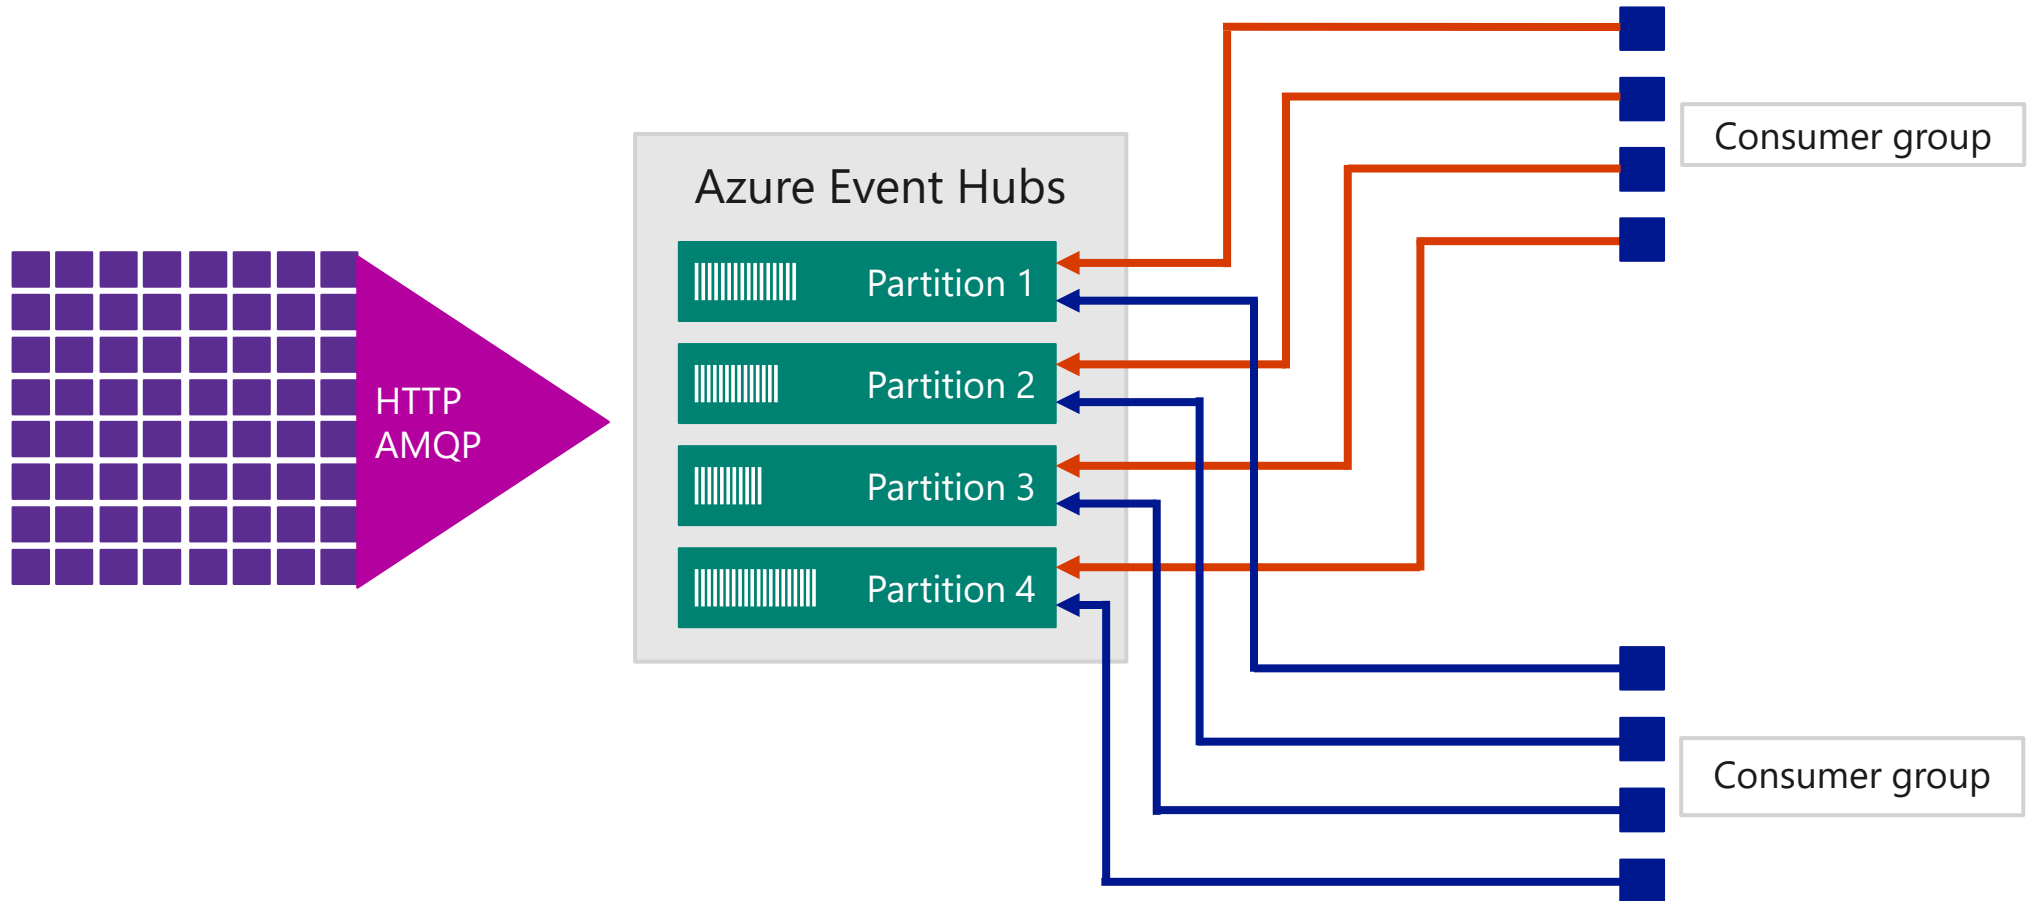 HTTP
AMQP
Azure Event Hubs
Partition 1
Partition 2
Partition 3
Partition 4
Consumer group
Consumer group